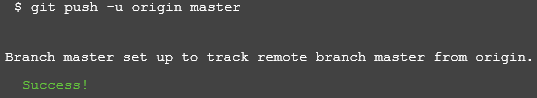 $ git push -u origin master
Branch master set up to track remote branch master from origin.
Success!